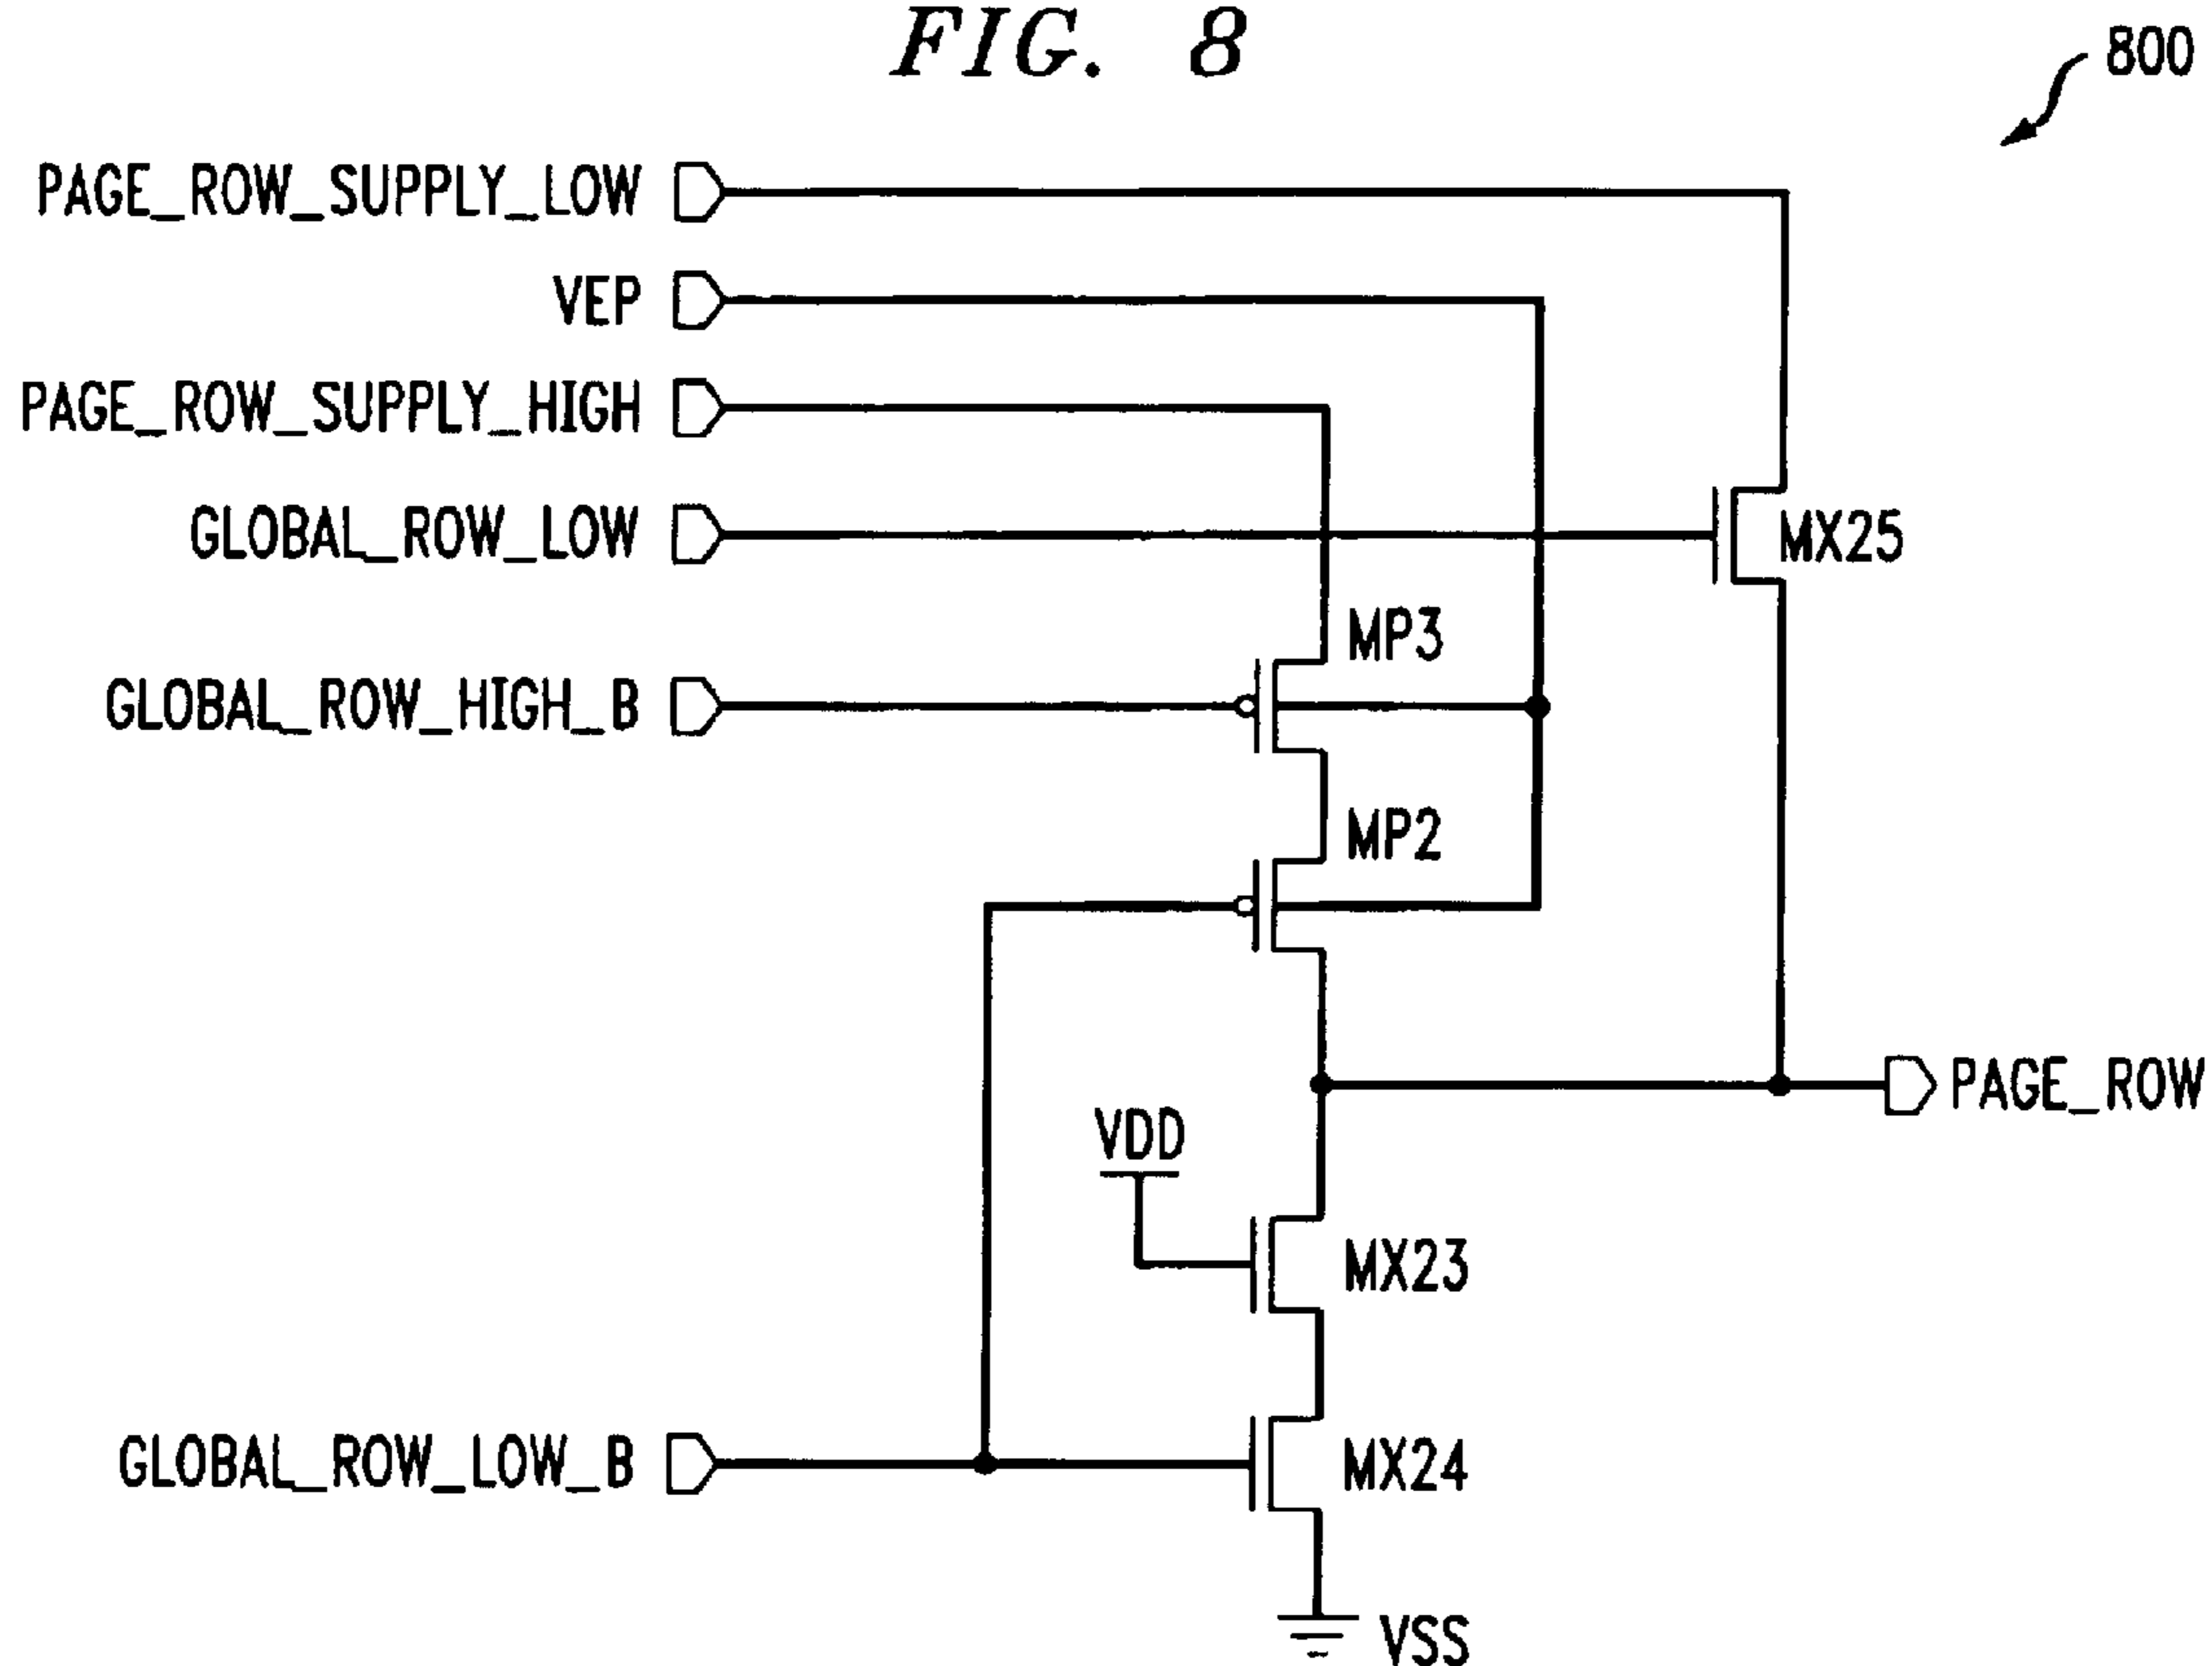 FIG. 8
800
PAGE_ROW_SUPPLY_LOW
VEP
PAGE_ROW_SUPPLY_HIGH
GLOBAL_ROW_LOW
MX25
MP3
GLOBAL_ROW_HIGH_B
MP2
PAGE_ROW
VDD
MX23
GLOBAL_ROW_LOW_B
MX24
VSS